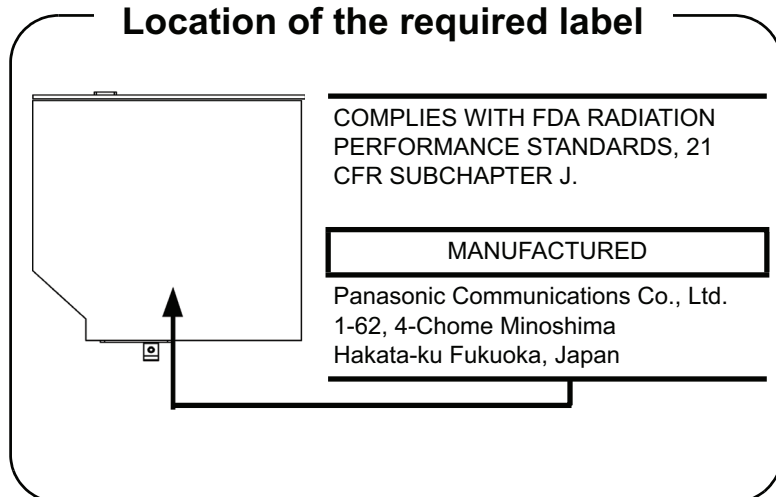 Location of the required label
COMPLIES WITH FDA RADIATION
PERFORMANCE STANDARDS, 21
CFR SUBCHAPTER J.
MANUFACTURED
Panasonic Communications Co., Ltd.
1-62, 4-Chome Minoshima
Hakata-ku Fukuoka, Japan